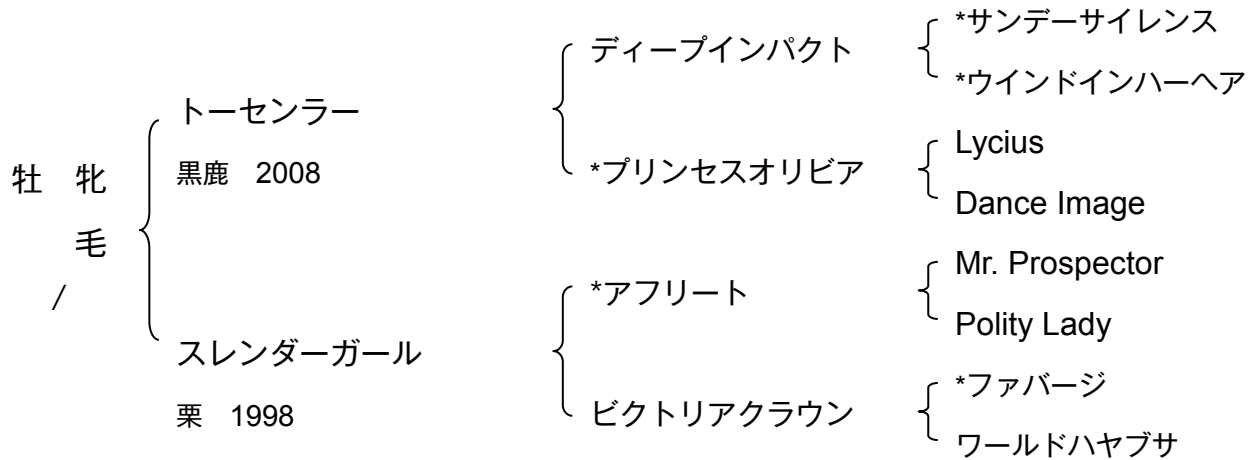 牡 牝
毛
/
トーセンラー
黒鹿 2008
スレンダーガール
栗 1998
ディープインパクト
*プリンセスオリビア
*アフリート
ビクトリアクラウン
*サンデーサイレンス
*ウインドインハーヘア
Lycius
Dance Image
Mr. Prospector
Polity Lady
*ファバージ
ワールドハヤブサ